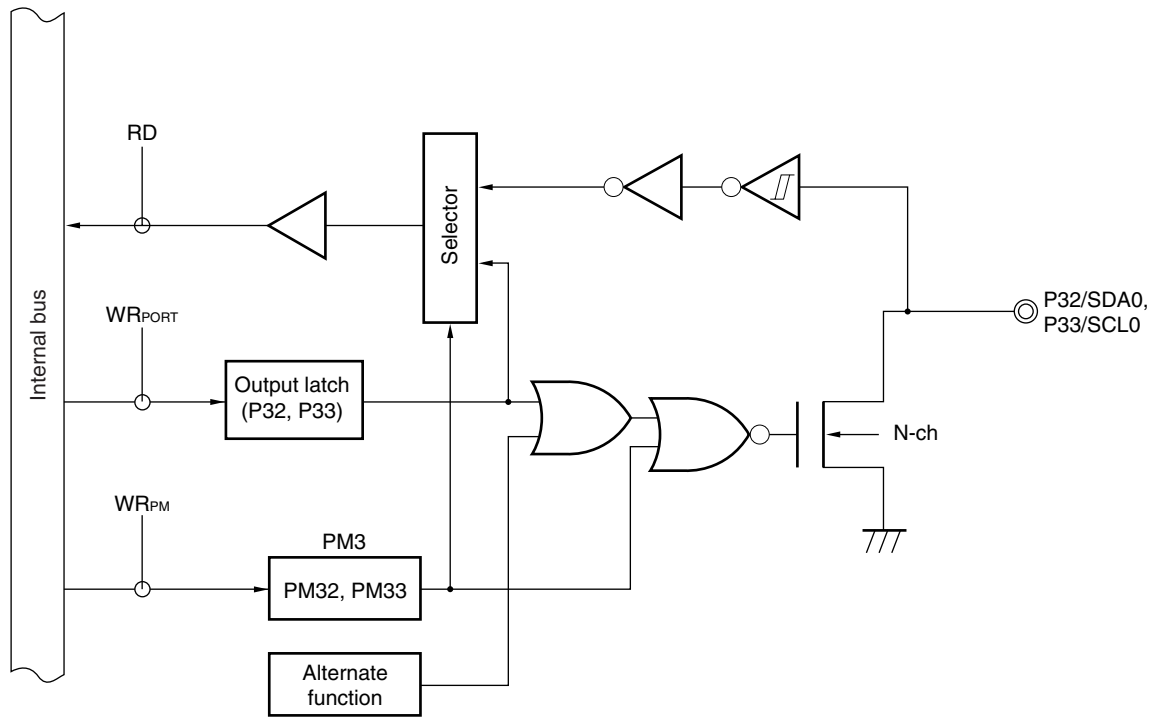 RD
Selector
P32/SDA0,
P33/SCL0
Internal bus
WRPORT
Output latch
(P32, P33)
N-ch
WRPM
PM3
PM32, PM33
Alternate
function